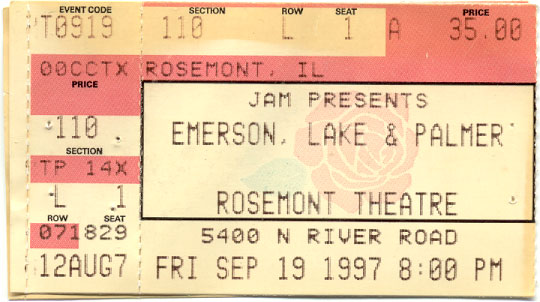 EVENT CODE SECTION ROW SEAT PRICE
T0919 110 L 1 A 35.00
00CCTX ROSEMONT, IL
PRICE
JAM PRESENTS
110
EMERSON, LAKE & PALMER
SECTION
TP 14X
L 1
ROSEMONT THEATRE
ROW SEAT
071829
5400 N RIVER ROAD
12AUG7 FRI SEP 19 1997 8:00 PM